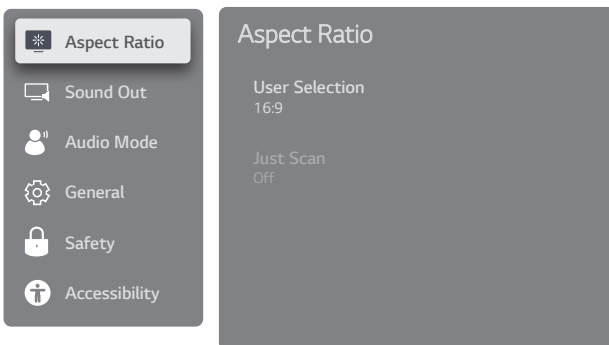 Aspect Ratio
Sound Out
Audio Mode
General
Safety
Accessibility
Aspect Ratio
User Selection
16:9
Just Scan
Off